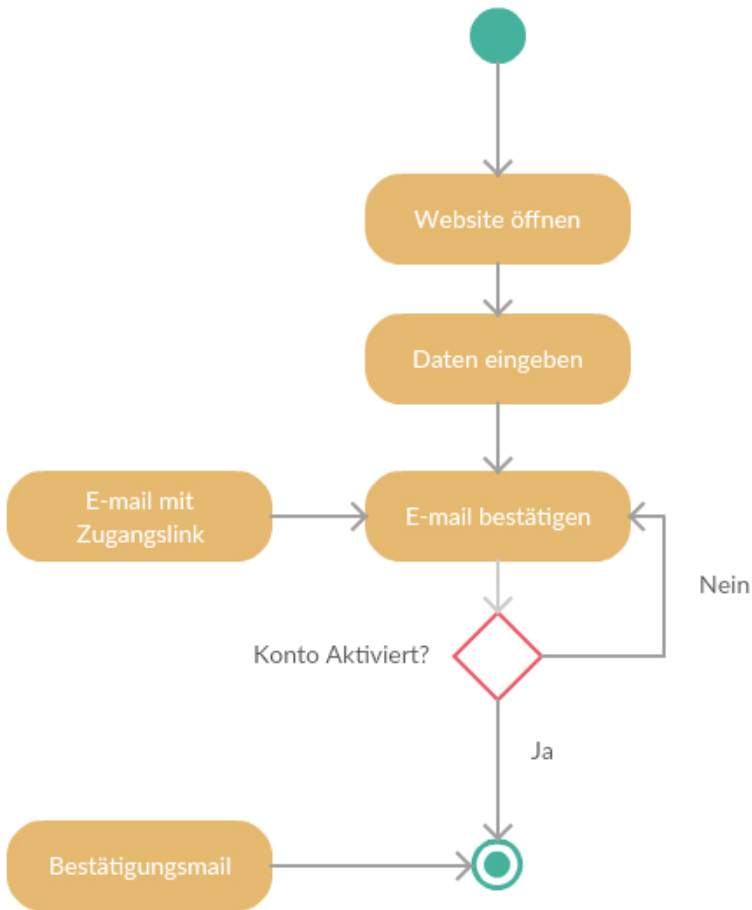 Website öffnen
Daten eingeben
E-mail mit
Zugangslink
E-mail bestätigen
Nein
Konto Aktiviert?
Ja
Bestätigungsmail